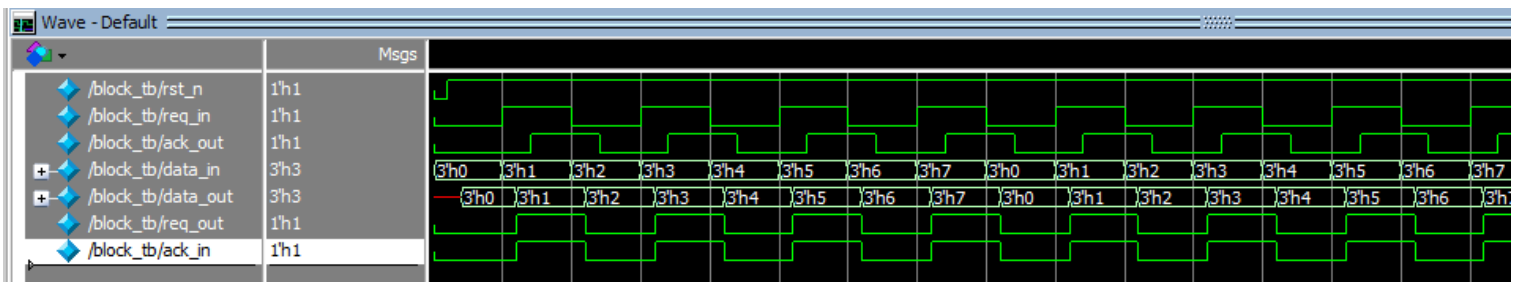 Wave - Default
Msgs
/block_tb/rst_n 1'h1
/block_tb/req_in 1'h1
/block_tb/ack_out 1'h1
/block_tb/data_in 3'h3 3'h0 3'h1 3'h2 3'h3 3'h4 3'h5 3'h6 3'h7 3'h0 3'h1 3'h2 3'h3 3'h4 3'h5 3'h6 3'h7
/block_tb/data_out 3'h3 3'h0 3'h1 3'h2 3'h3 3'h4 3'h5 3'h6 3'h7 3'h0 3'h1 3'h2 3'h3 3'h4 3'h5 3'h6 3'h
/block_tb/req_out 1'h1
/block_tb/ack_in 1'h1